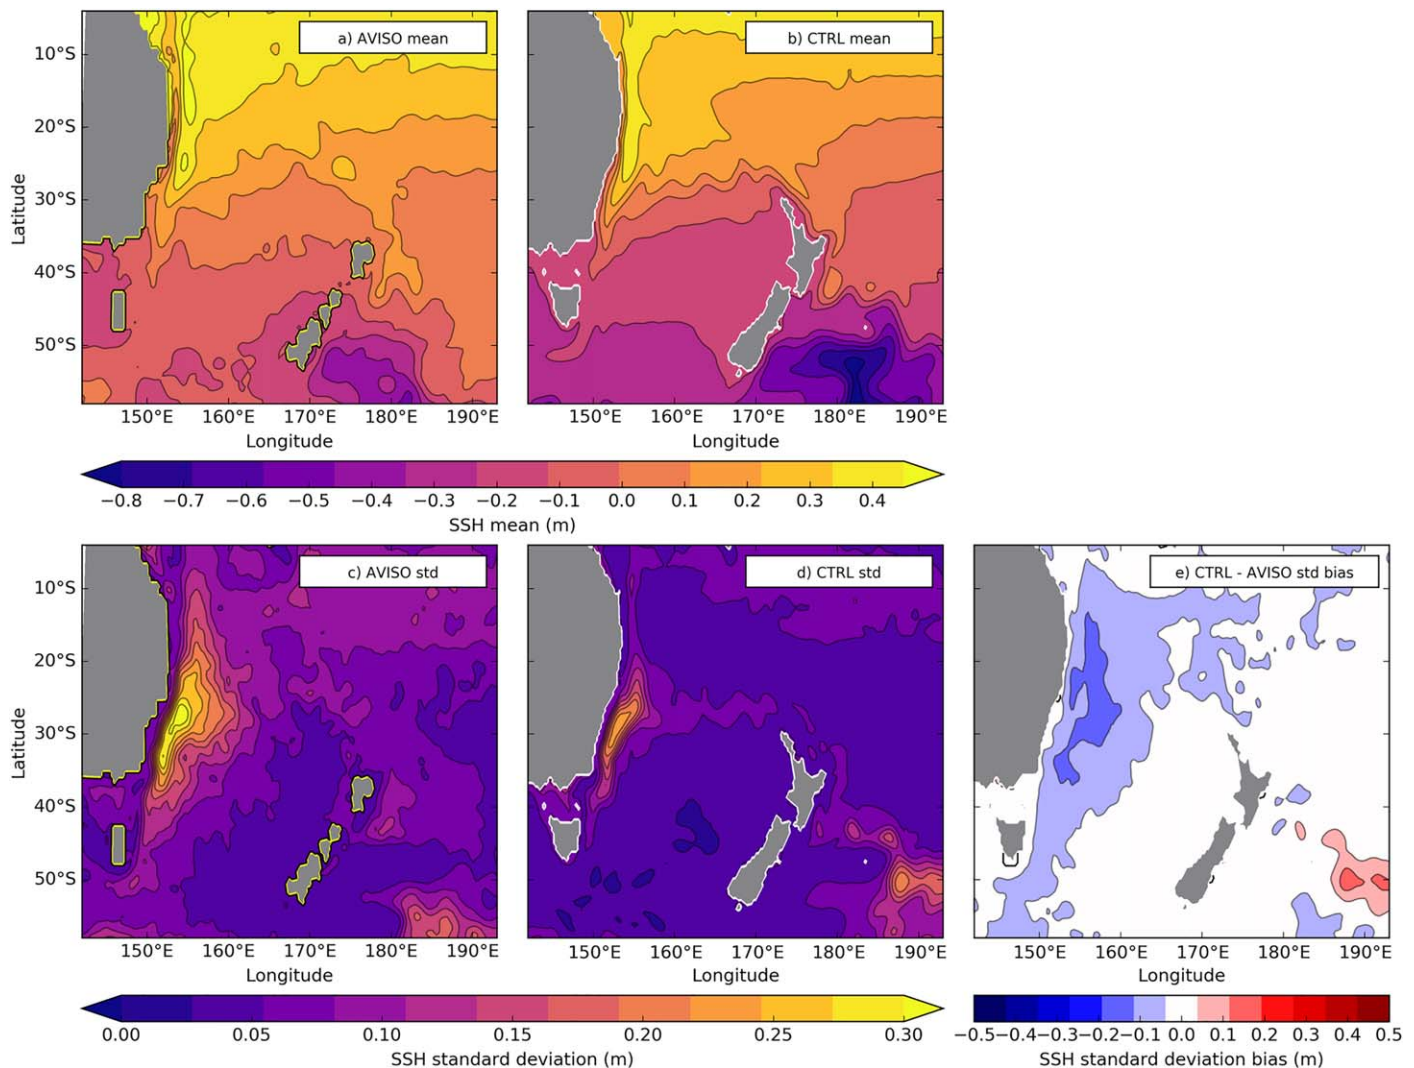 a) AVISO mean
b) CTRL mean
10°S
20°S
30°S
40°S
50°S
Latitude
150°E 160°E 170°E 180°E 190°E
150°E 160°E 170°E 180°E 190°E
Longitude
Longitude
−0.8 −0.7 −0.6 −0.5 −0.4 −0.3 −0.2 −0.1 0.0 0.1 0.2 0.3 0.4
SSH mean (m)
c) AVISO std
d) CTRL std
e) CTRL - AVISO std bias
10°S
20°S
30°S
40°S
50°S
Latitude
150°E 160°E 170°E 180°E 190°E
150°E 160°E 170°E 180°E 190°E
150°E 160°E 170°E 180°E 190°E
Longitude
Longitude
Longitude
0.00 0.05 0.10 0.15 0.20 0.25 0.30
−0.5 −0.4 −0.3 −0.2 −0.1 0.0 0.1 0.2 0.3 0.4 0.5
SSH standard deviation (m)
SSH standard deviation bias (m)